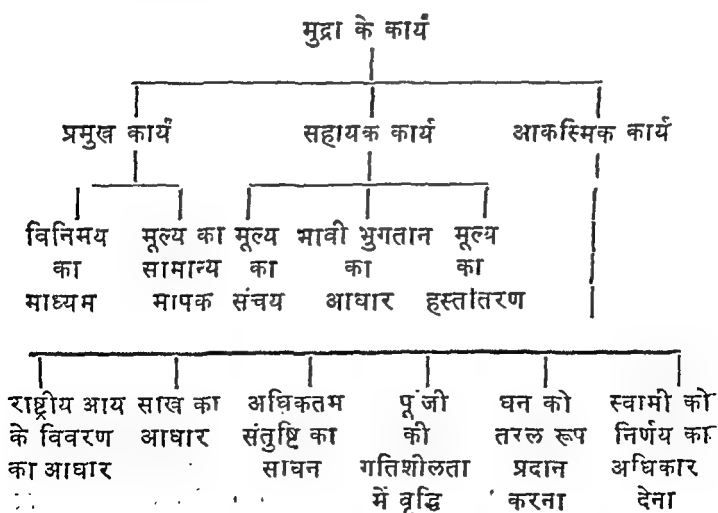 मुद्रा के कार्य
प्रमुख कार्य सहायक कार्य आकस्मिक कार्य
विनिमय मूल्य का मूल्य भावी भुगतान मूल्य
का सामान्य का का का
माध्यम मापक संचय आधार हस्तांतरण
राष्ट्रीय आय साख का अधिकतम पूंजी धन को स्वामी को
के विवरण आधार संतुष्टि का की तरल रूप निर्णय का
का आधार साधन गतिशीलता प्रदान अधिकार
में वृद्धि करना देना